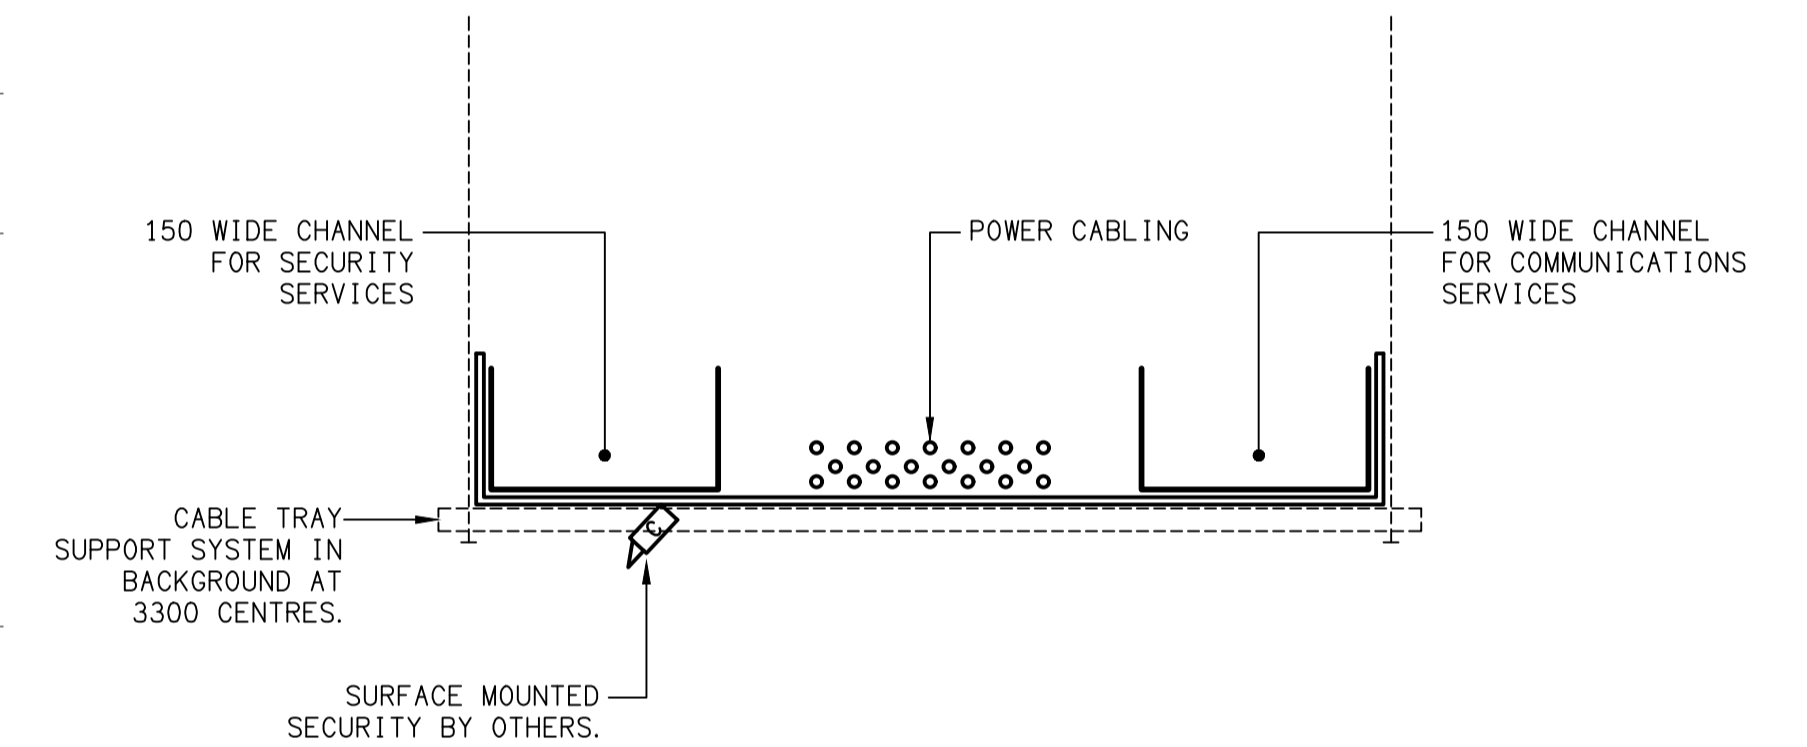 150 WIDE CHANNEL
FOR SECURITY
SERVICES
POWER CABLING
150 WIDE CHANNEL
FOR COMMUNICATIONS
SERVICES
CABLE TRAY
SUPPORT SYSTEM IN
BACKGROUND AT
3300 CENTRES.
C
SURFACE MOUNTED
SECURITY BY OTHERS.